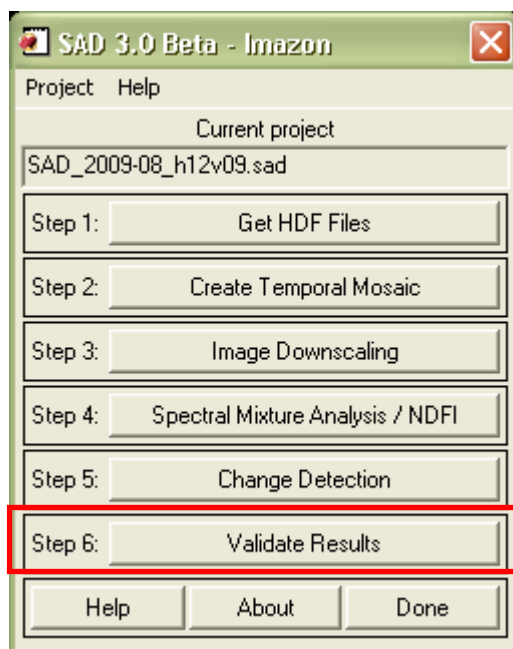 SAD 3.0 Beta - Imazon
Project Help
Current project
SAD_2009-08_h12v09.sad
Step 1: Get HDF Files
Step 2: Create Temporal Mosaic
Step 3: Image Downscaling
Step 4: Spectral Mixture Analysis / NDFI
Step 5: Change Detection
Step 6: Validate Results
Help About Done